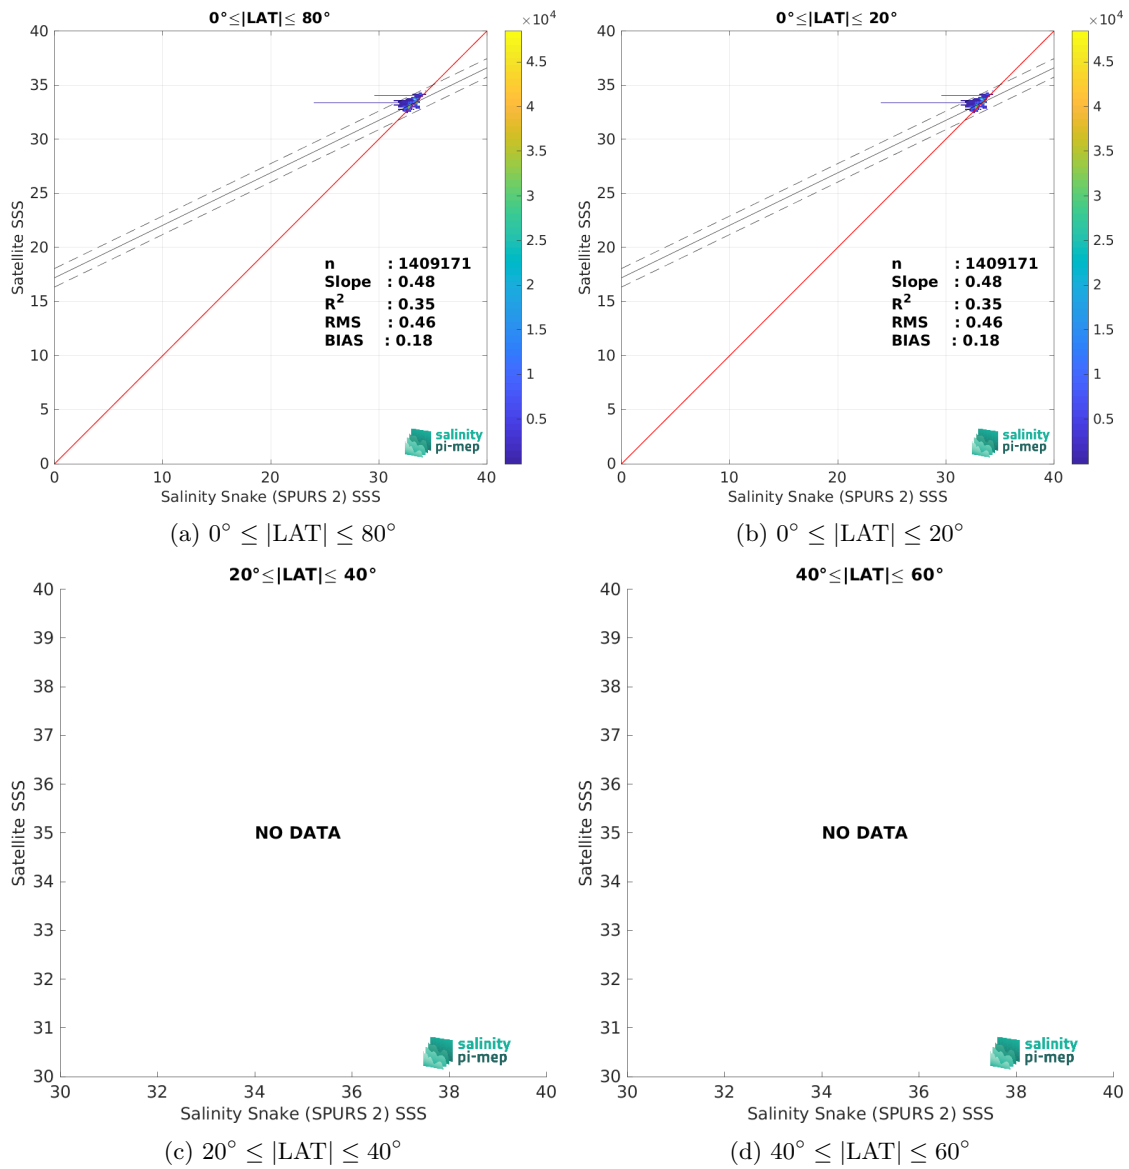 0°≤|LAT|≤ 80°
×10^4
40
35
30
25
20
15
10
5
0
0
10
20
30
40
4.5
4
3.5
3
2.5
2
1.5
1
0.5
Satellite SSS
Salinity Snake (SPURS 2) SSS
n : 1409171
Slope : 0.48
R^2 : 0.35
RMS : 0.46
BIAS : 0.18
salinity
pi-mep
(a) 0° ≤ |LAT| ≤ 80°
0°≤|LAT|≤ 20°
×10^4
40
35
30
25
20
15
10
5
0
0
10
20
30
40
4.5
4
3.5
3
2.5
2
1.5
1
0.5
Satellite SSS
Salinity Snake (SPURS 2) SSS
n : 1409171
Slope : 0.48
R^2 : 0.35
RMS : 0.46
BIAS : 0.18
salinity
pi-mep
(b) 0° ≤ |LAT| ≤ 20°
20°≤|LAT|≤ 40°
40
39
38
37
36
35
34
33
32
31
30
30
32
34
36
38
40
Satellite SSS
NO DATA
salinity
pi-mep
Salinity Snake (SPURS 2) SSS
(c) 20° ≤ |LAT| ≤ 40°
40°≤|LAT|≤ 60°
40
39
38
37
36
35
34
33
32
31
30
30
32
34
36
38
40
Satellite SSS
NO DATA
salinity
pi-mep
Salinity Snake (SPURS 2) SSS
(d) 40° ≤ |LAT| ≤ 60°